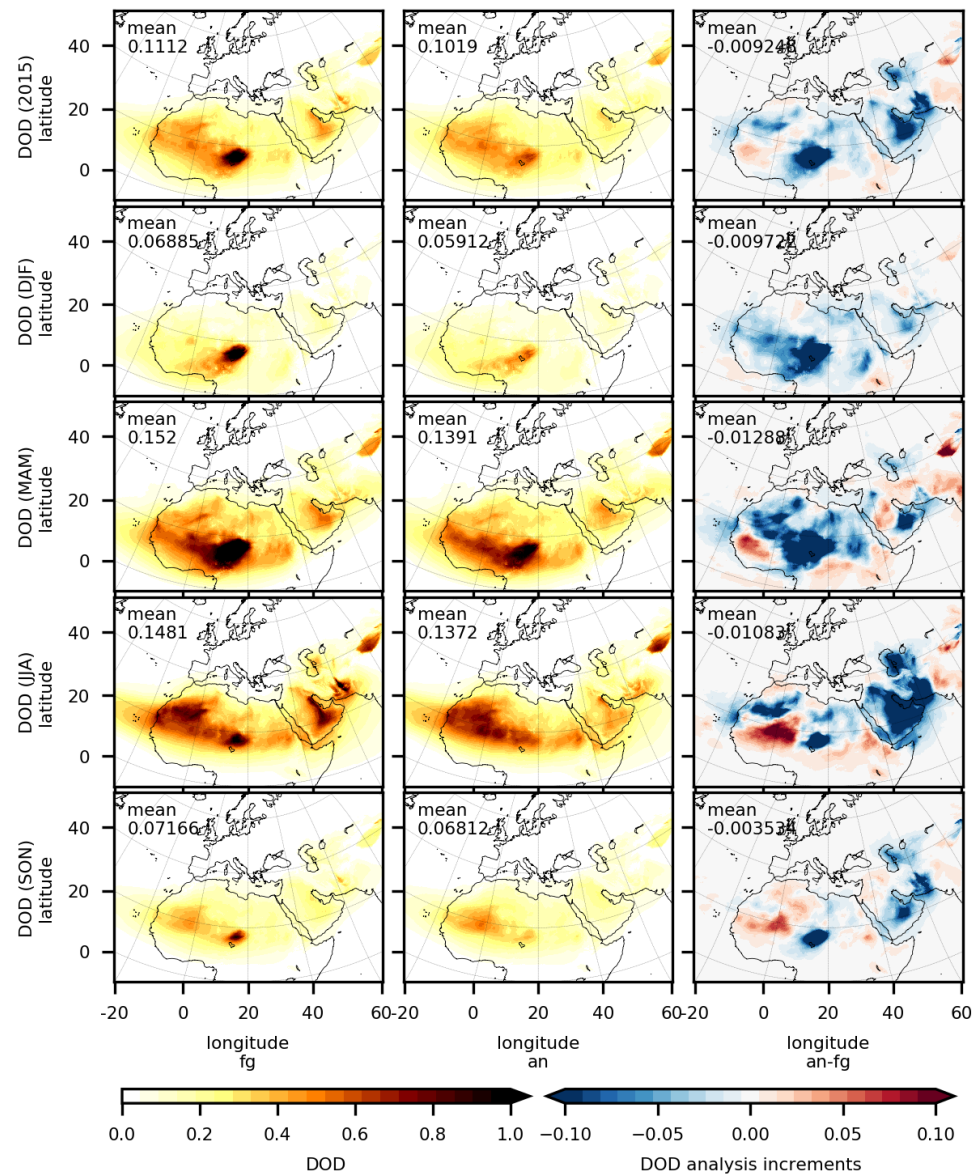 DOD (2015)
latitude
40
20
0
mean
0.1112
mean
0.1019
mean
-0.009248
DOD (DJF)
latitude
40
20
0
mean
0.06885
mean
0.05912
mean
-0.009722
DOD (MAM)
latitude
40
20
0
mean
0.152
mean
0.1391
mean
-0.01288
DOD (JJA)
latitude
40
20
0
mean
0.1481
mean
0.1372
mean
-0.01083
DOD (SON)
latitude
40
20
0
mean
0.07166
mean
0.06812
mean
-0.003534
-20 0 20 40 60
-20 0 20 40 60
-20 0 20 40 60
longitude
fg
longitude
an
longitude
an-fg
0.0 0.2 0.4 0.6 0.8 1.0
DOD
−0.10 −0.05 0.00 0.05 0.10
DOD analysis increments